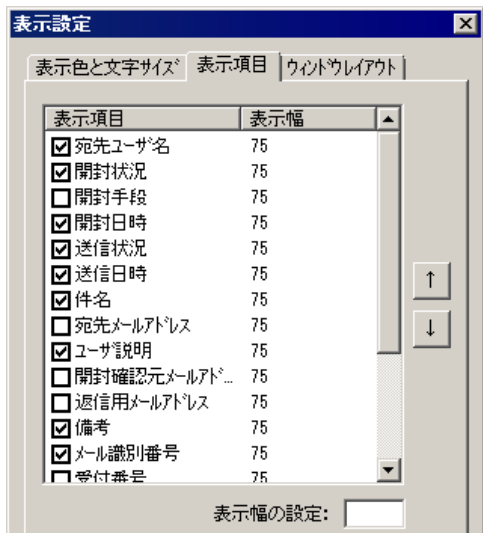 表示設定
表示色と文字サイズ 表示項目 ウィンドウレイアウト
表示項目 表示幅
宛先ユーザ名 75
開封状況 75
開封手段 75
開封日時 75
送信状況 75
送信日時 75
件名 75
宛先メールアドレス 75
ユーザ説明 75
開封確認元メールアド... 75
返信用メールアドレス 75
備考 75
メール識別番号 75
受付番号 75
↑
↓
表示幅の設定: